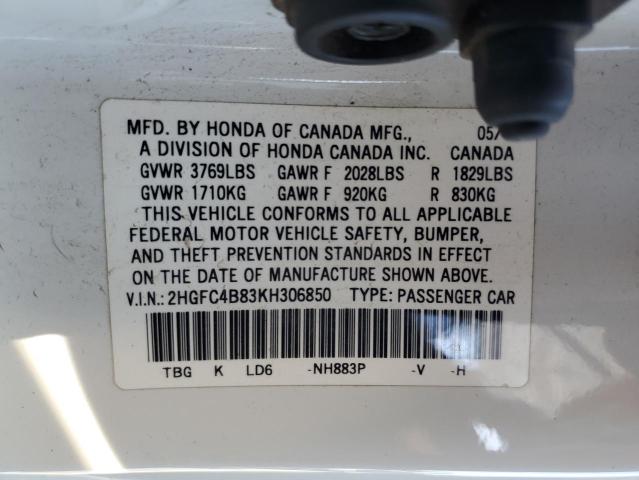 MFD. BY HONDA OF CANADA MFG., 05/
A DIVISION OF HONDA CANADA INC. CANADA
GVWR 3769LBS GAWR F 2028LBS R 1829LBS
GVWR 1710KG GAWR F 920KG R 830KG
THIS VEHICLE CONFORMS TO ALL APPLICABLE
FEDERAL MOTOR VEHICLE SAFETY, BUMPER,
AND THEFT PREVENTION STANDARDS IN EFFECT
ON THE DATE OF MANUFACTURE SHOWN ABOVE.
V.I.N.: 2HGFC4B83KH306850 TYPE: PASSENGER CAR
TBG K LD6 -NH883P -V -H